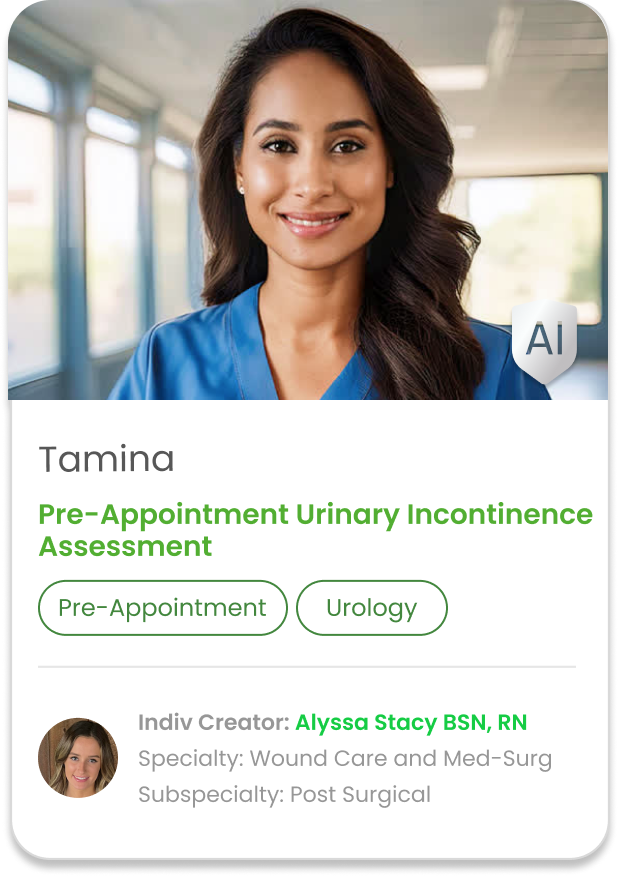 AI
Tamina
Pre-Appointment Urinary Incontinence
Assessment
Pre-Appointment
Urology
Indiv Creator: Alyssa Stacy BSN, RN
Specialty: Wound Care and Med-Surg
Subspecialty: Post Surgical